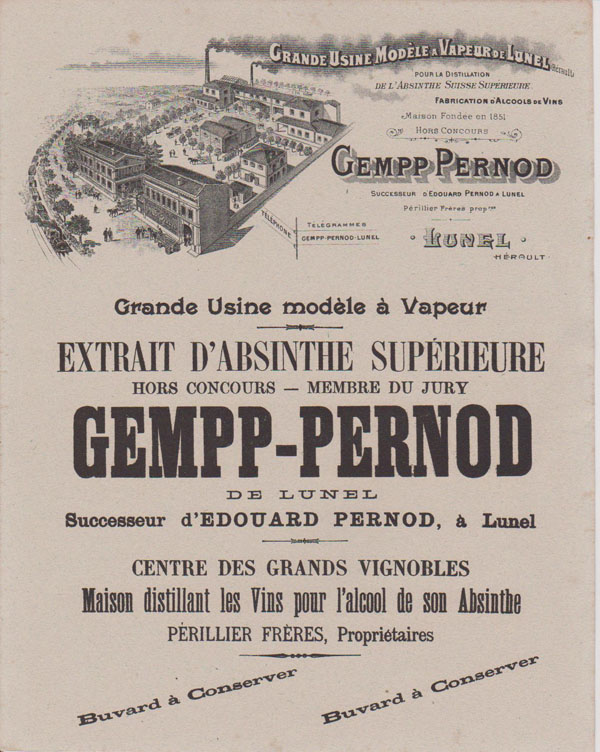 GRANDE USINE MODÈLE A VAPEUR DE LUNEL (Hérault)
POUR LA DISTILLATION
DE L'ABSINTHE SUISSE SUPÉRIEURE
FABRICATION D'ALCOOLS DE VINS
Maison Fondée en 1851
HORS CONCOURS
GEMPP PERNOD
SUCCESSEUR D'EDOUARD PERNOD A LUNEL
Périllier Frères propres
LUNEL
HÉRAULT
TÉLÉPHONE
TELEGRAMMES
GEMPP-PERNOD-LUNEL
Grande Usine modèle à Vapeur
EXTRAIT D'ABSINTHE SUPÉRIEURE
HORS CONCOURS — MEMBRE DU JURY
GEMPP-PERNOD
DE LUNEL
Successeur d'EDOUARD PERNOD, à Lunel
CENTRE DES GRANDS VIGNOBLES
Maison distillant les Vins pour l'alcool de son Absinthe
PÉRILLIER FRÈRES, Propriétaires
Buvard à Conserver
Buvard à Conserver